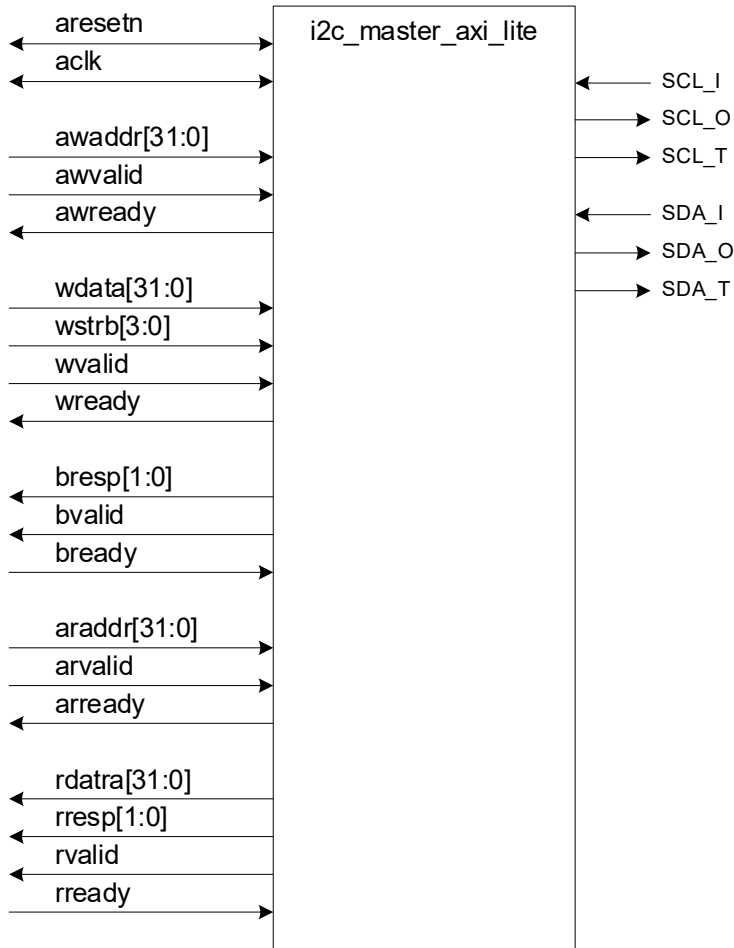 aresetn
i2c_master_axi_lite
aclk
SCL_I
SCL_O
awaddr[31:0]
SCL_T
awvalid
SDA_I
awready
SDA_O
wdata[31:0]
SDA_T
wstrb[3:0]
wvalid
wready
bresp[1:0]
bvalid
bready
araddr[31:0]
arvalid
arready
rdatra[31:0]
rresp[1:0]
rvalid
rready